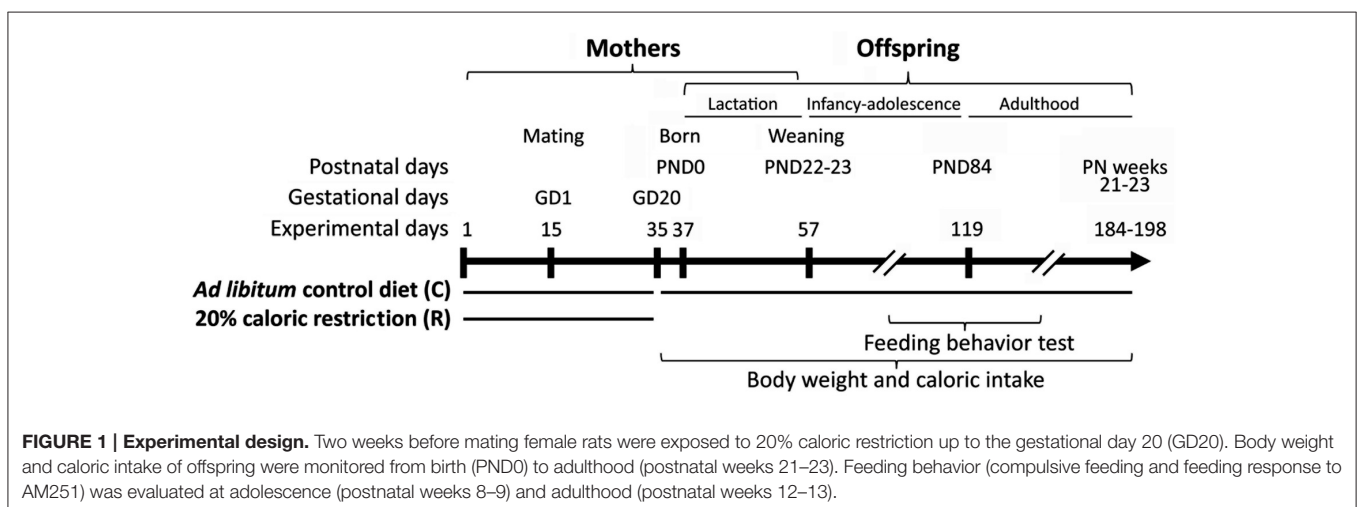 Mothers Offspring
Lactation Infancy-adolescence Adulthood
Mating Born Weaning
Postnatal days PND0 PND22-23 PND84 PN weeks
21-23
Gestational days GD1 GD20
Experimental days 1 15 35 37 57 119 184-198
Ad libitum control diet (C)
20% caloric restriction (R)
Feeding behavior test
Body weight and caloric intake
FIGURE 1 | Experimental design. Two weeks before mating female rats were exposed to 20% caloric restriction up to the gestational day 20 (GD20). Body weight
and caloric intake of offspring were monitored from birth (PND0) to adulthood (postnatal weeks 21–23). Feeding behavior (compulsive feeding and feeding response to
AM251) was evaluated at adolescence (postnatal weeks 8–9) and adulthood (postnatal weeks 12–13).